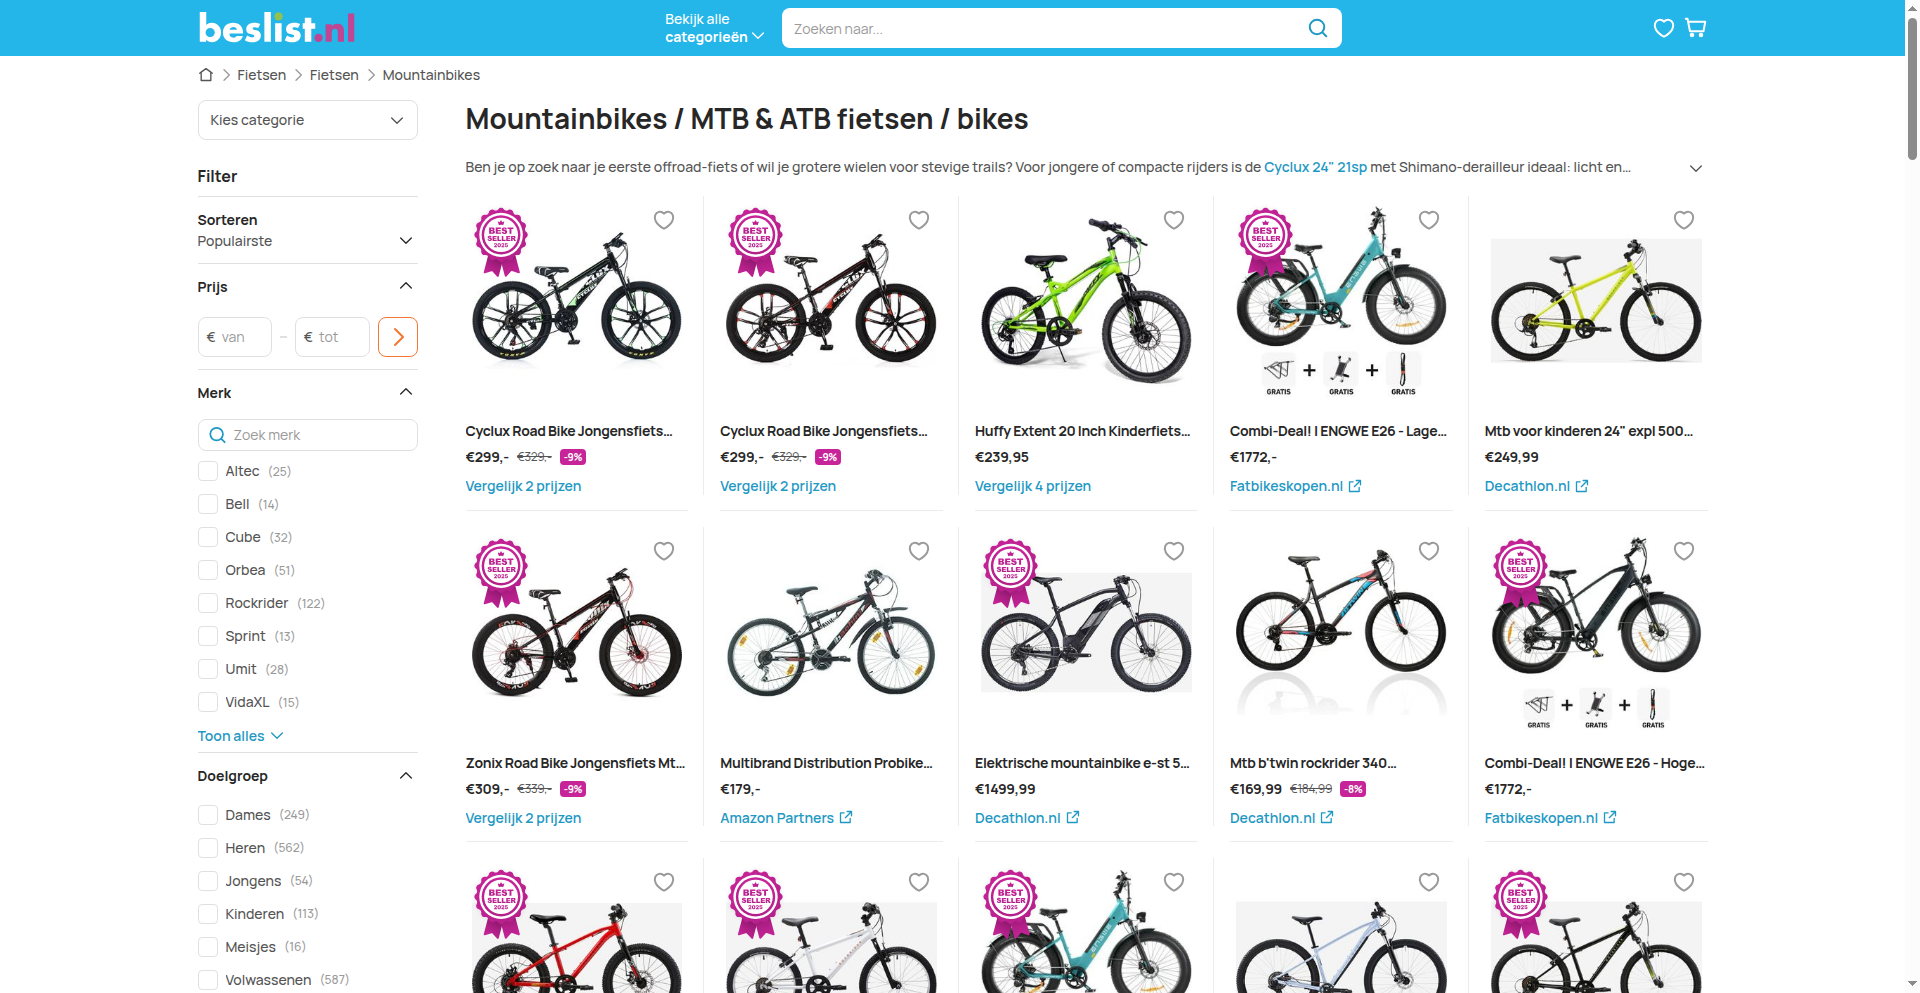 beslist.nl
Bekijk alle
categorieën
Zoeken naar...
Fietsen
Fietsen
Mountainbikes
Kies categorie
Filter
Sorteren
Populairste
Prijs
€ van
–
€ tot
Merk
Zoek merk
Altec (25)
Bell (14)
Cube (32)
Orbea (51)
Rockrider (122)
Sprint (13)
Umit (28)
VidaXL (15)
Toon alles
Doelgroep
Dames (249)
Heren (562)
Jongens (54)
Kinderen (113)
Meisjes (16)
Volwassenen (587)
Mountainbikes / MTB & ATB fietsen / bikes
Ben je op zoek naar je eerste offroad-fiets of wil je grotere wielen voor stevige trails? Voor jongere of compacte rijders is de Cyclux 24" 21sp met Shimano-derailleur ideaal: licht en...
BEST
SELLER
2025
Cyclux Road Bike Jongensfiets...
€299,- €329,- -9%
Vergelijk 2 prijzen
BEST
SELLER
2025
Cyclux Road Bike Jongensfiets...
€299,- €329,- -9%
Vergelijk 2 prijzen
Huffy Extent 20 Inch Kinderfiets...
€239,95
Vergelijk 4 prijzen
BEST
SELLER
2025
+ +
GRATIS GRATIS GRATIS
Combi-Deal! | ENGWE E26 - Lage...
€1772,-
Fatbikeskopen.nl
Mtb voor kinderen 24" expl 500...
€249,99
Decathlon.nl
BEST
SELLER
2025
Zonix Road Bike Jongensfiets Mt...
€309,- €339,- -9%
Vergelijk 2 prijzen
Multibrand Distribution Probike...
€179,-
Amazon Partners
BEST
SELLER
2025
Elektrische mountainbike e-st 5...
€1499,99
Decathlon.nl
Mtb b'twin rockrider 340...
€169,99 €184,99 -8%
Decathlon.nl
BEST
SELLER
2025
+ +
GRATIS GRATIS GRATIS
Combi-Deal! | ENGWE E26 - Hoge...
€1772,-
Fatbikeskopen.nl
BEST
SELLER
2025
BEST
SELLER
2025
BEST
SELLER
2025
BEST
SELLER
2025